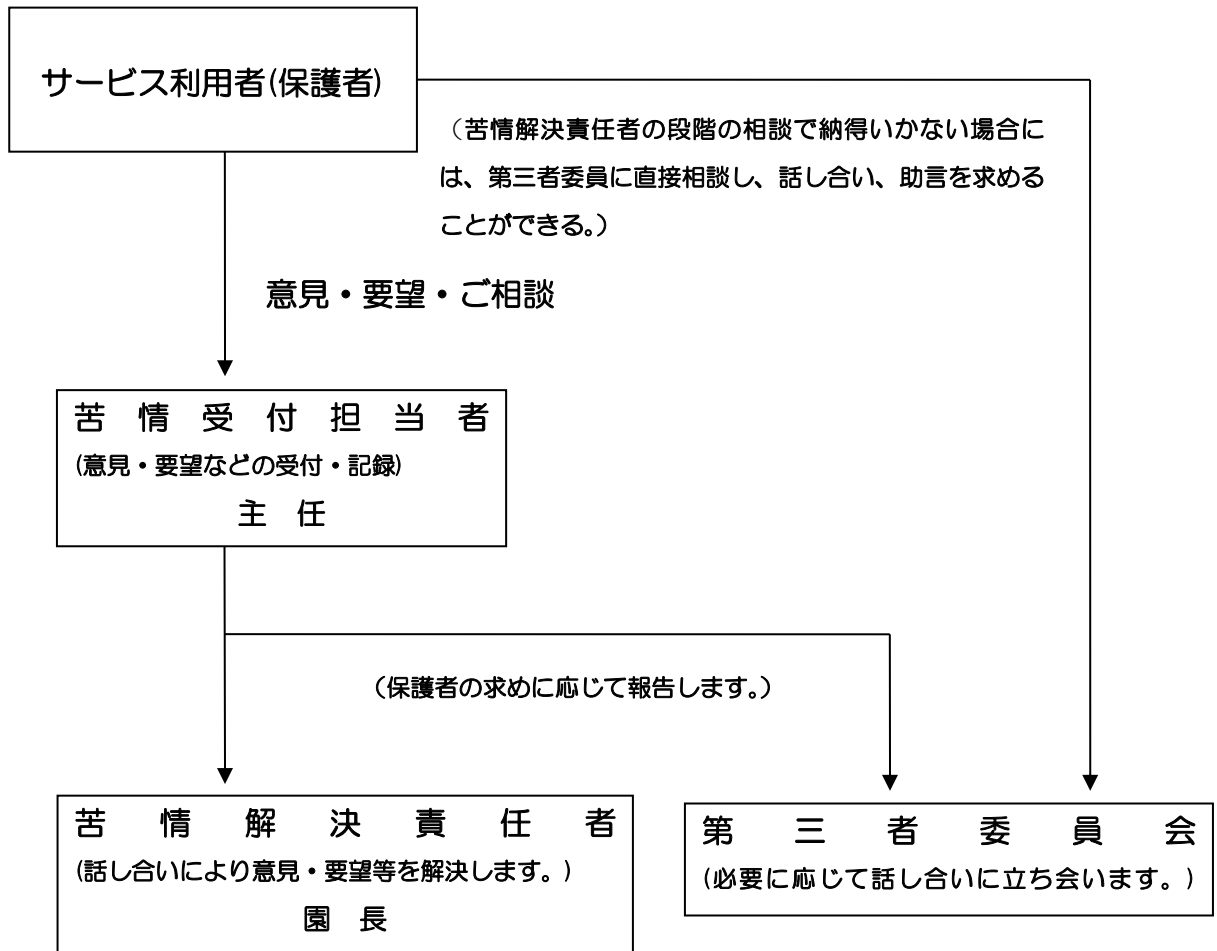 サービス利用者(保護者)
（苦情解決責任者の段階の相談で納得いかない場合に
は、第三者委員に直接相談し、話し合い、助言を求める
ことができる。）
意見・要望・ご相談
苦情受付担当者
(意見・要望などの受付・記録)
主　任
（保護者の求めに応じて報告します。）
苦情解決責任者
(話し合いにより意見・要望等を解決します。)
園　長
第三者委員会
(必要に応じて話し合いに立ち会います。)